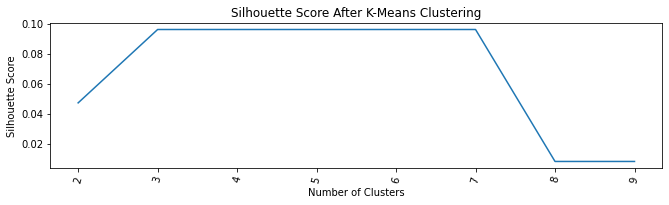 Silhouette Score After K-Means Clustering
Silhouette Score
0.10
0.08
0.06
0.04
0.02
2 3 4 5 6 7 8 9
Number of Clusters